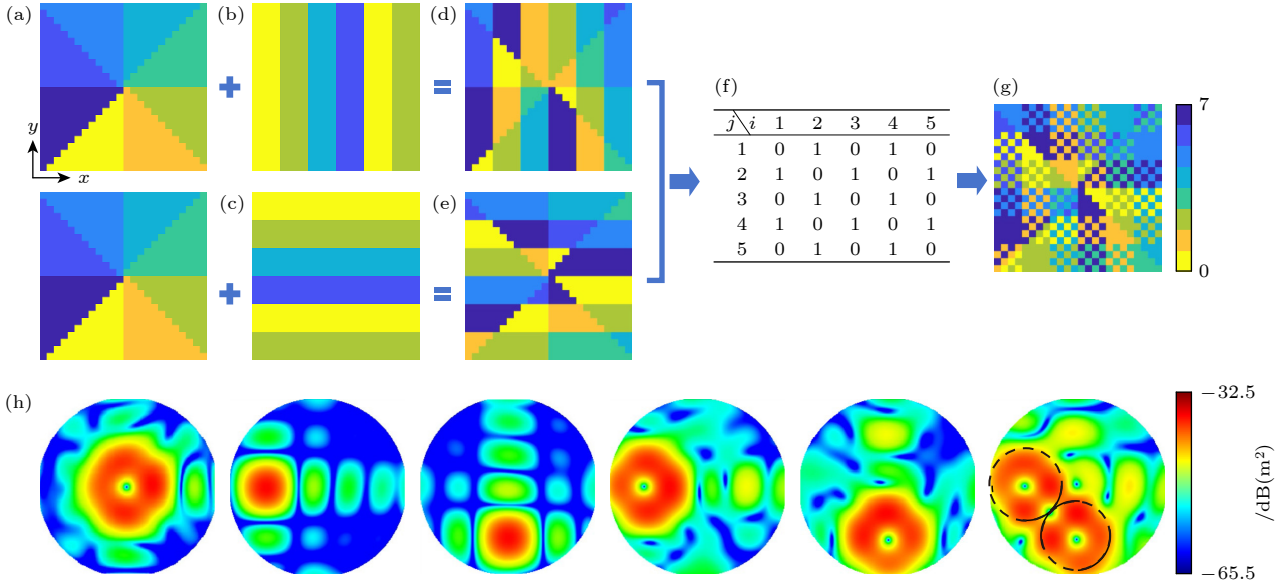 (a)
(b)
(d)
(f)
(g)
y
x
j\i 1 2 3 4 5
1 0 1 0 1 0
2 1 0 1 0 1
3 0 1 0 1 0
4 1 0 1 0 1
5 0 1 0 1 0
7
0
(c)
(e)
(h)
−32.5
/dB(m²)
−65.5